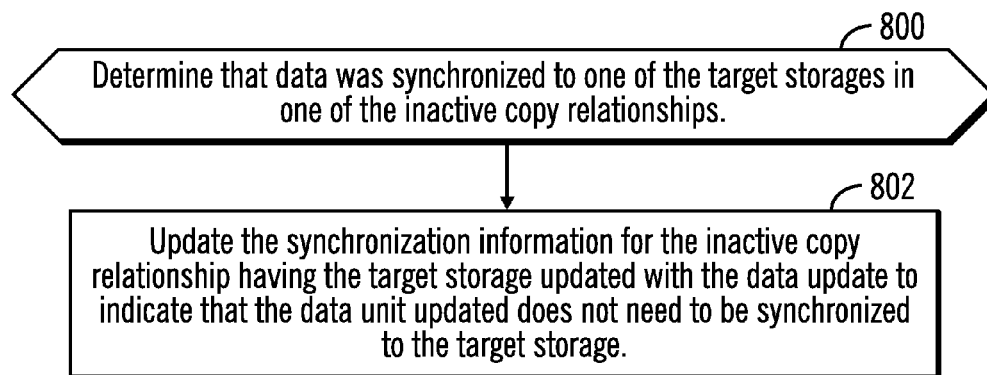 800
Determine that data was synchronized to one of the target storages in
one of the inactive copy relationships.
802
Update the synchronization information for the inactive copy
relationship having the target storage updated with the data update to
indicate that the data unit updated does not need to be synchronized
to the target storage.